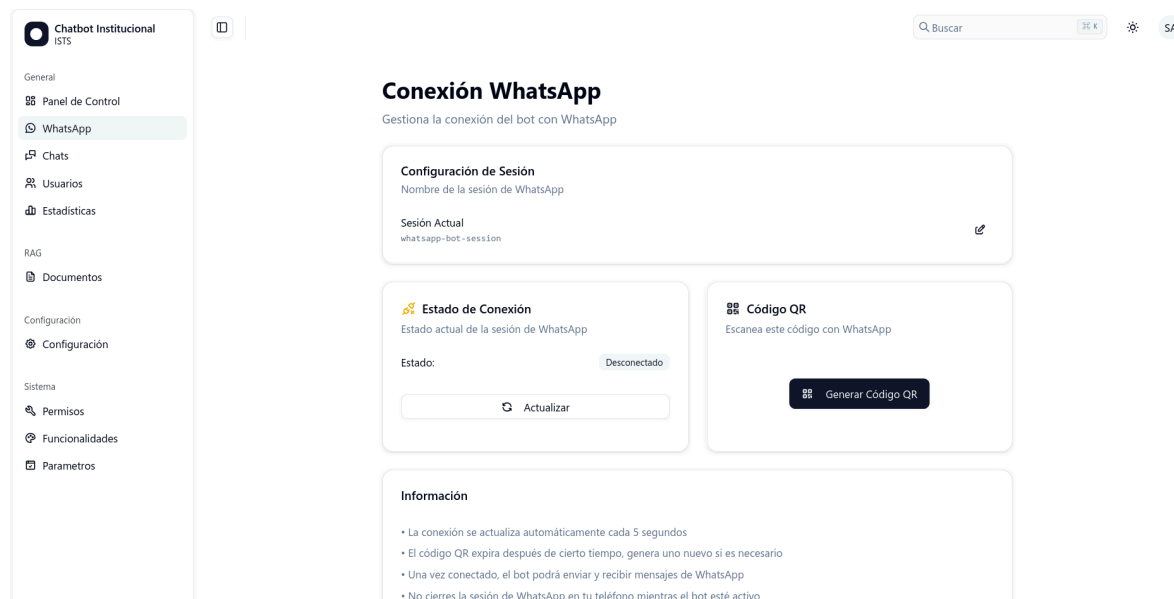 Chatbot Institucional
ISTS
General
Panel de Control
WhatsApp
Chats
Usuarios
Estadísticas
RAG
Documentos
Configuración
Configuración
Sistema
Permisos
Funcionalidades
Parametros
Buscar
⌘ K
SA
Conexión WhatsApp
Gestiona la conexión del bot con WhatsApp
Configuración de Sesión
Nombre de la sesión de WhatsApp
Sesión Actual
whatsapp-bot-session
Estado de Conexión
Estado actual de la sesión de WhatsApp
Estado:
Desconectado
Actualizar
Código QR
Escanea este código con WhatsApp
Generar Código QR
Información
• La conexión se actualiza automáticamente cada 5 segundos
• El código QR expira después de cierto tiempo, genera uno nuevo si es necesario
• Una vez conectado, el bot podrá enviar y recibir mensajes de WhatsApp
• No cierres la sesión de WhatsApp en tu teléfono mientras el bot esté activo